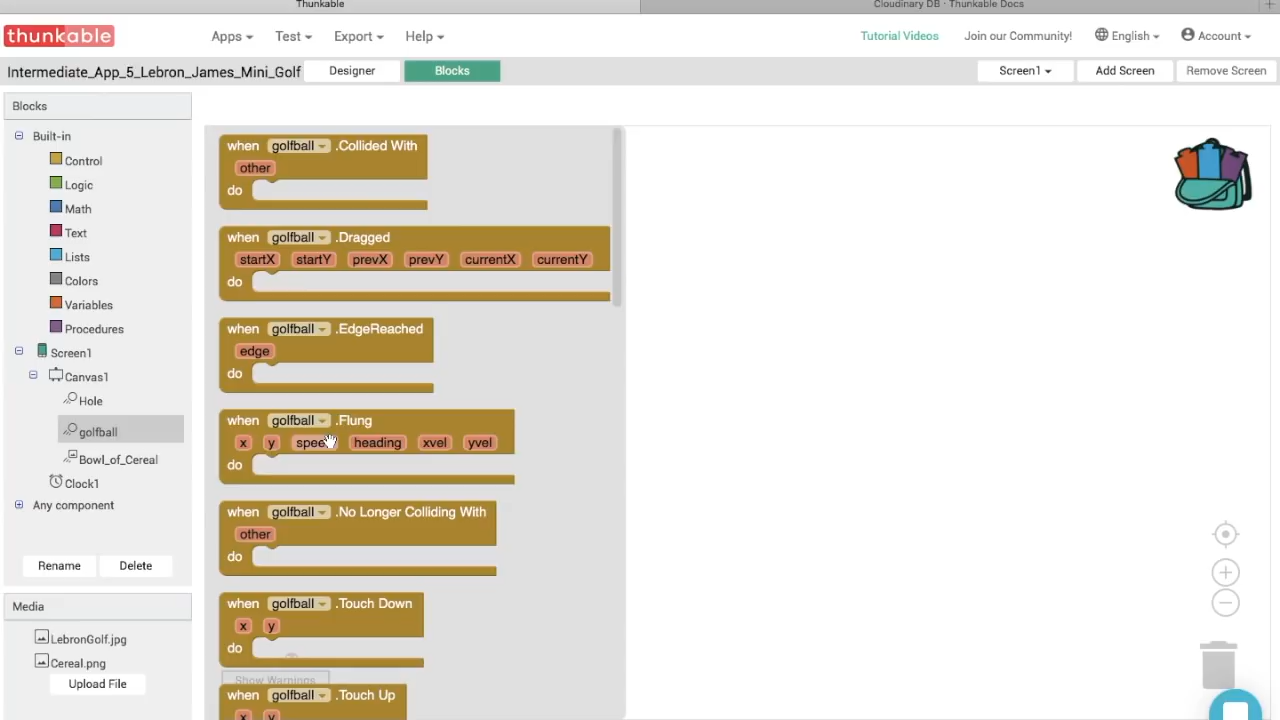 Thunkable
Cloudinary DB · Thunkable Docs
thunkable
Apps
Test
Export
Help
Tutorial Videos
Join our Community!
English
Account
Intermediate_App_5_Lebron_James_Mini_Golf
Designer
Blocks
Screen1
Add Screen
Remove Screen
Blocks
Built-in
Control
Logic
Math
Text
Lists
Colors
Variables
Procedures
Screen1
Canvas1
Hole
golfball
Bowl_of_Cereal
Clock1
Any component
Rename
Delete
Media
LebronGolf.jpg
Cereal.png
Upload File
when golfball .Collided With
other
do
when golfball .Dragged
startX startY prevX prevY currentX currentY
do
when golfball .EdgeReached
edge
do
when golfball .Flung
x y speed heading xvel yvel
do
when golfball .No Longer Colliding With
other
do
when golfball .Touch Down
x y
do
Show Warnings
when golfball .Touch Up
x y